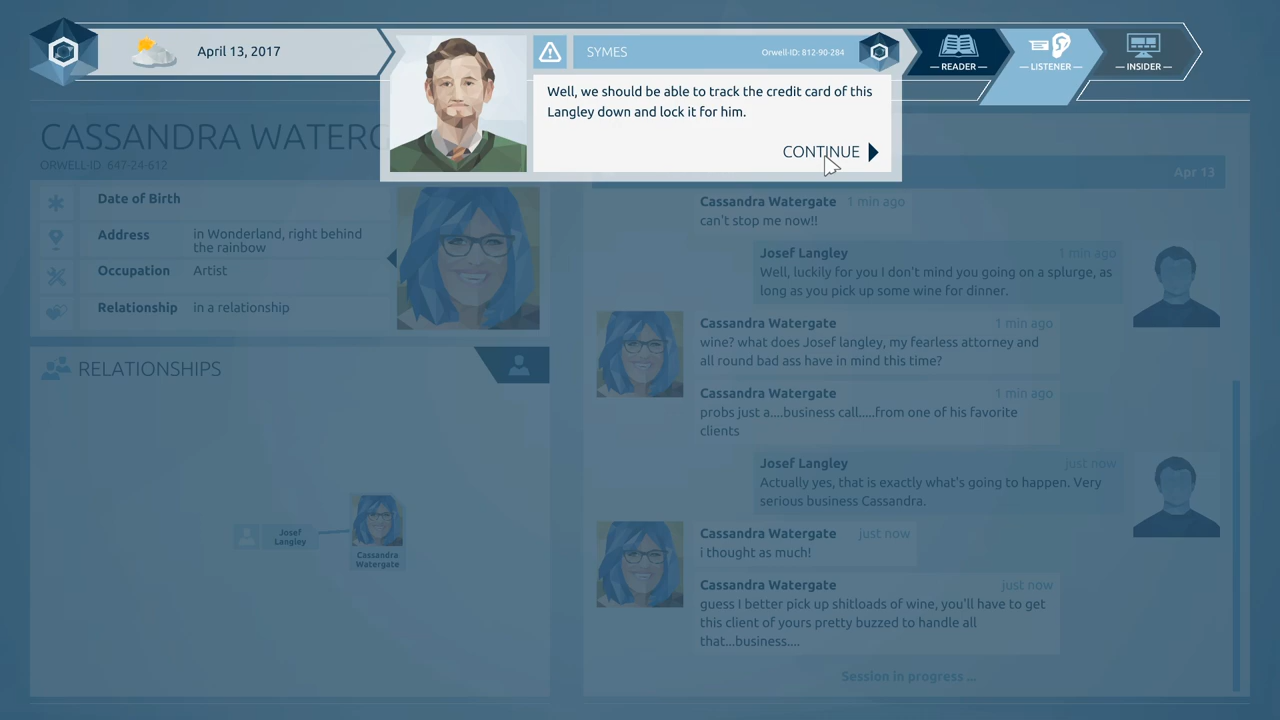 April 13, 2017
SYMES
Orwell-ID: 812-90-284
Well, we should be able to track the credit card of this
Langley down and lock it for him.
CONTINUE
— READER —
— LISTENER —
— INSIDER —
CASSANDRA WATERG
ORWELL-ID 647-24-612
Date of Birth
Address
in Wonderland, right behind
the rainbow
Occupation
Artist
Relationship
in a relationship
RELATIONSHIPS
Josef
Langley
Cassandra
Watergate
Apr 13
Cassandra Watergate 1 min ago
can't stop me now!!
Josef Langley 1 min ago
Well, luckily for you I don't mind you going on a splurge, as
long as you pick up some wine for dinner.
Cassandra Watergate 1 min ago
wine? what does Josef langley, my fearless attorney and
all round bad ass have in mind this time?
Cassandra Watergate 1 min ago
probs just a....business call.....from one of his favorite
clients
Josef Langley just now
Actually yes, that is exactly what's going to happen. Very
serious business Cassandra.
Cassandra Watergate just now
i thought as much!
Cassandra Watergate just now
guess I better pick up shitloads of wine, you'll have to get
this client of yours pretty buzzed to handle all
that...business....
Session in progress ...